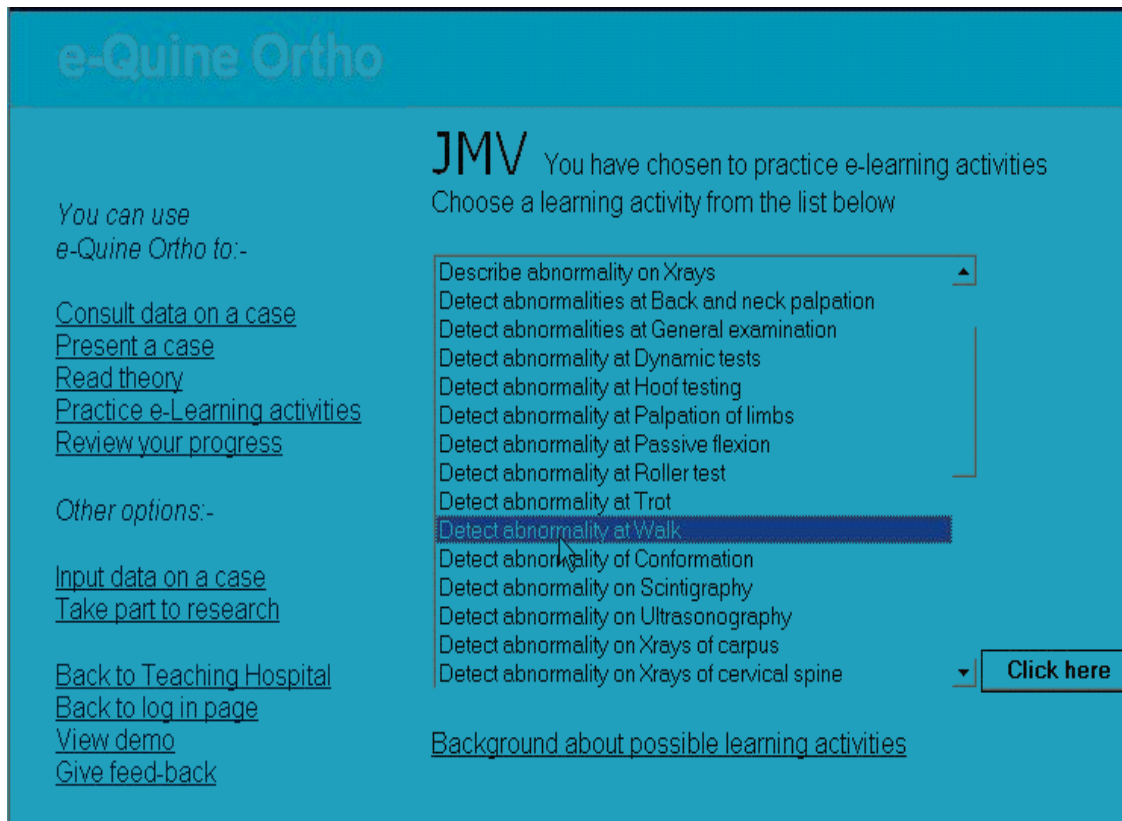 e-Quine Ortho
JMV You have chosen to practice e-learning activities
Choose a learning activity from the list below
You can use
e-Quine Ortho to:-
Consult data on a case
Present a case
Read theory
Practice e-Learning activities
Review your progress
Other options:-
Input data on a case
Take part to research
Back to Teaching Hospital
Back to log in page
View demo
Give feed-back
Describe abnormality on Xrays
Detect abnormalities at Back and neck palpation
Detect abnormalities at General examination
Detect abnormality at Dynamic tests
Detect abnormality at Hoof testing
Detect abnormality at Palpation of limbs
Detect abnormality at Passive flexion
Detect abnormality at Roller test
Detect abnormality at Trot
Detect abnormality at Walk
Detect abnormality of Conformation
Detect abnormality on Scintigraphy
Detect abnormality on Ultrasonography
Detect abnormality on Xrays of carpus
Detect abnormality on Xrays of cervical spine
Click here
Background about possible learning activities